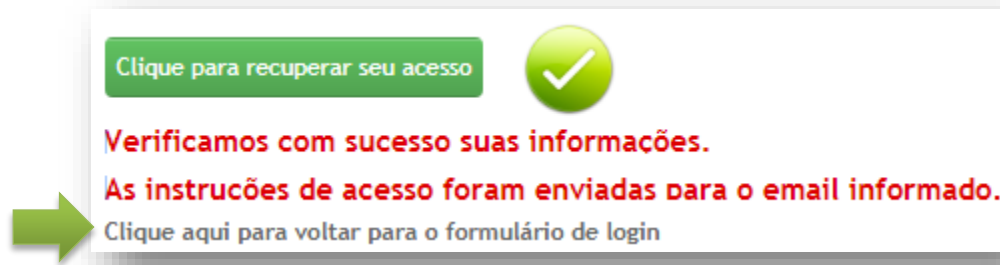 Clique para recuperar seu acesso
Verificamos com sucesso suas informações.
As instruções de acesso foram enviadas para o email informado.
Clique aqui para voltar para o formulário de login